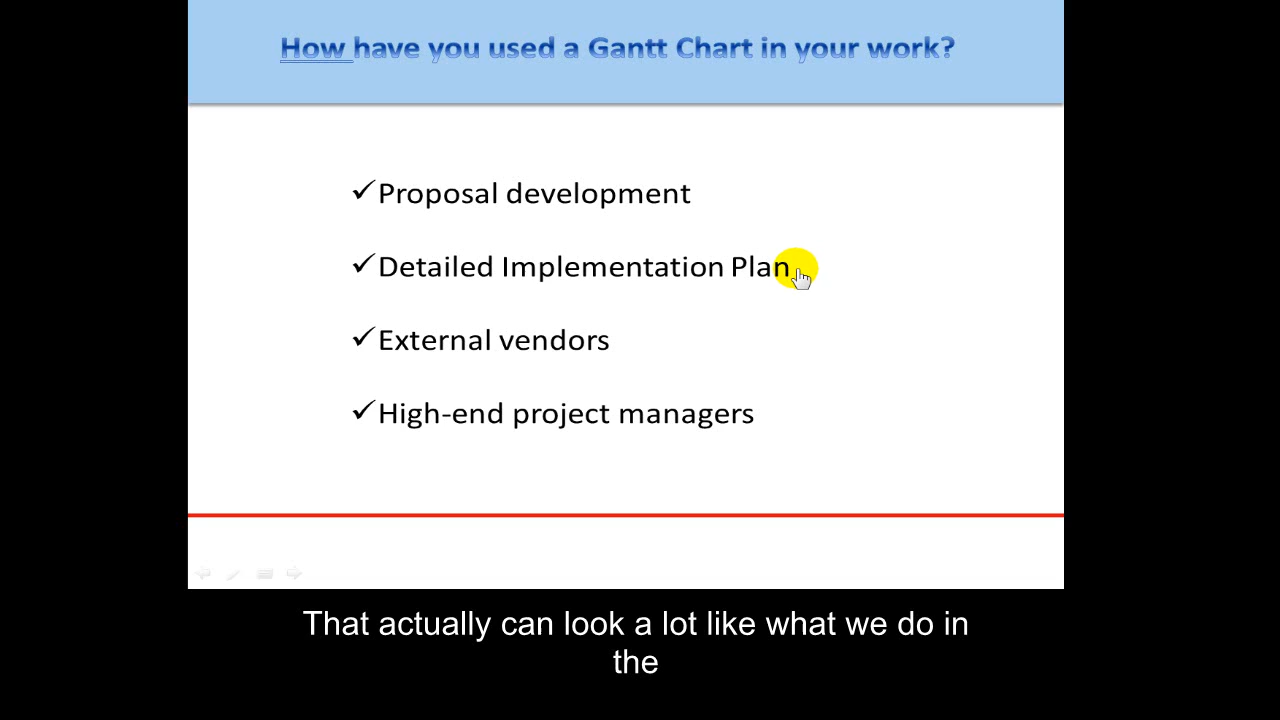 How have you used a Gantt Chart in your work?
✓Proposal development
✓Detailed Implementation Plan
✓External vendors
✓High-end project managers
That actually can look a lot like what we do in
the